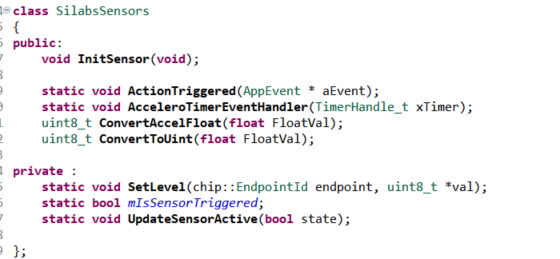 class SilabsSensors
{
public:
    void InitSensor(void);
    static void ActionTriggered(AppEvent * aEvent);
    static void AcceleroTimerEventHandler(TimerHandle_t xTimer);
    uint8_t ConvertAccelFloat(float FloatVal);
    uint8_t ConvertToUint(float FloatVal);
private :
    static void SetLevel(chip::EndpointId endpoint, uint8_t *val);
    static bool mIsSensorTriggered;
    static void UpdateSensorActive(bool state);
};